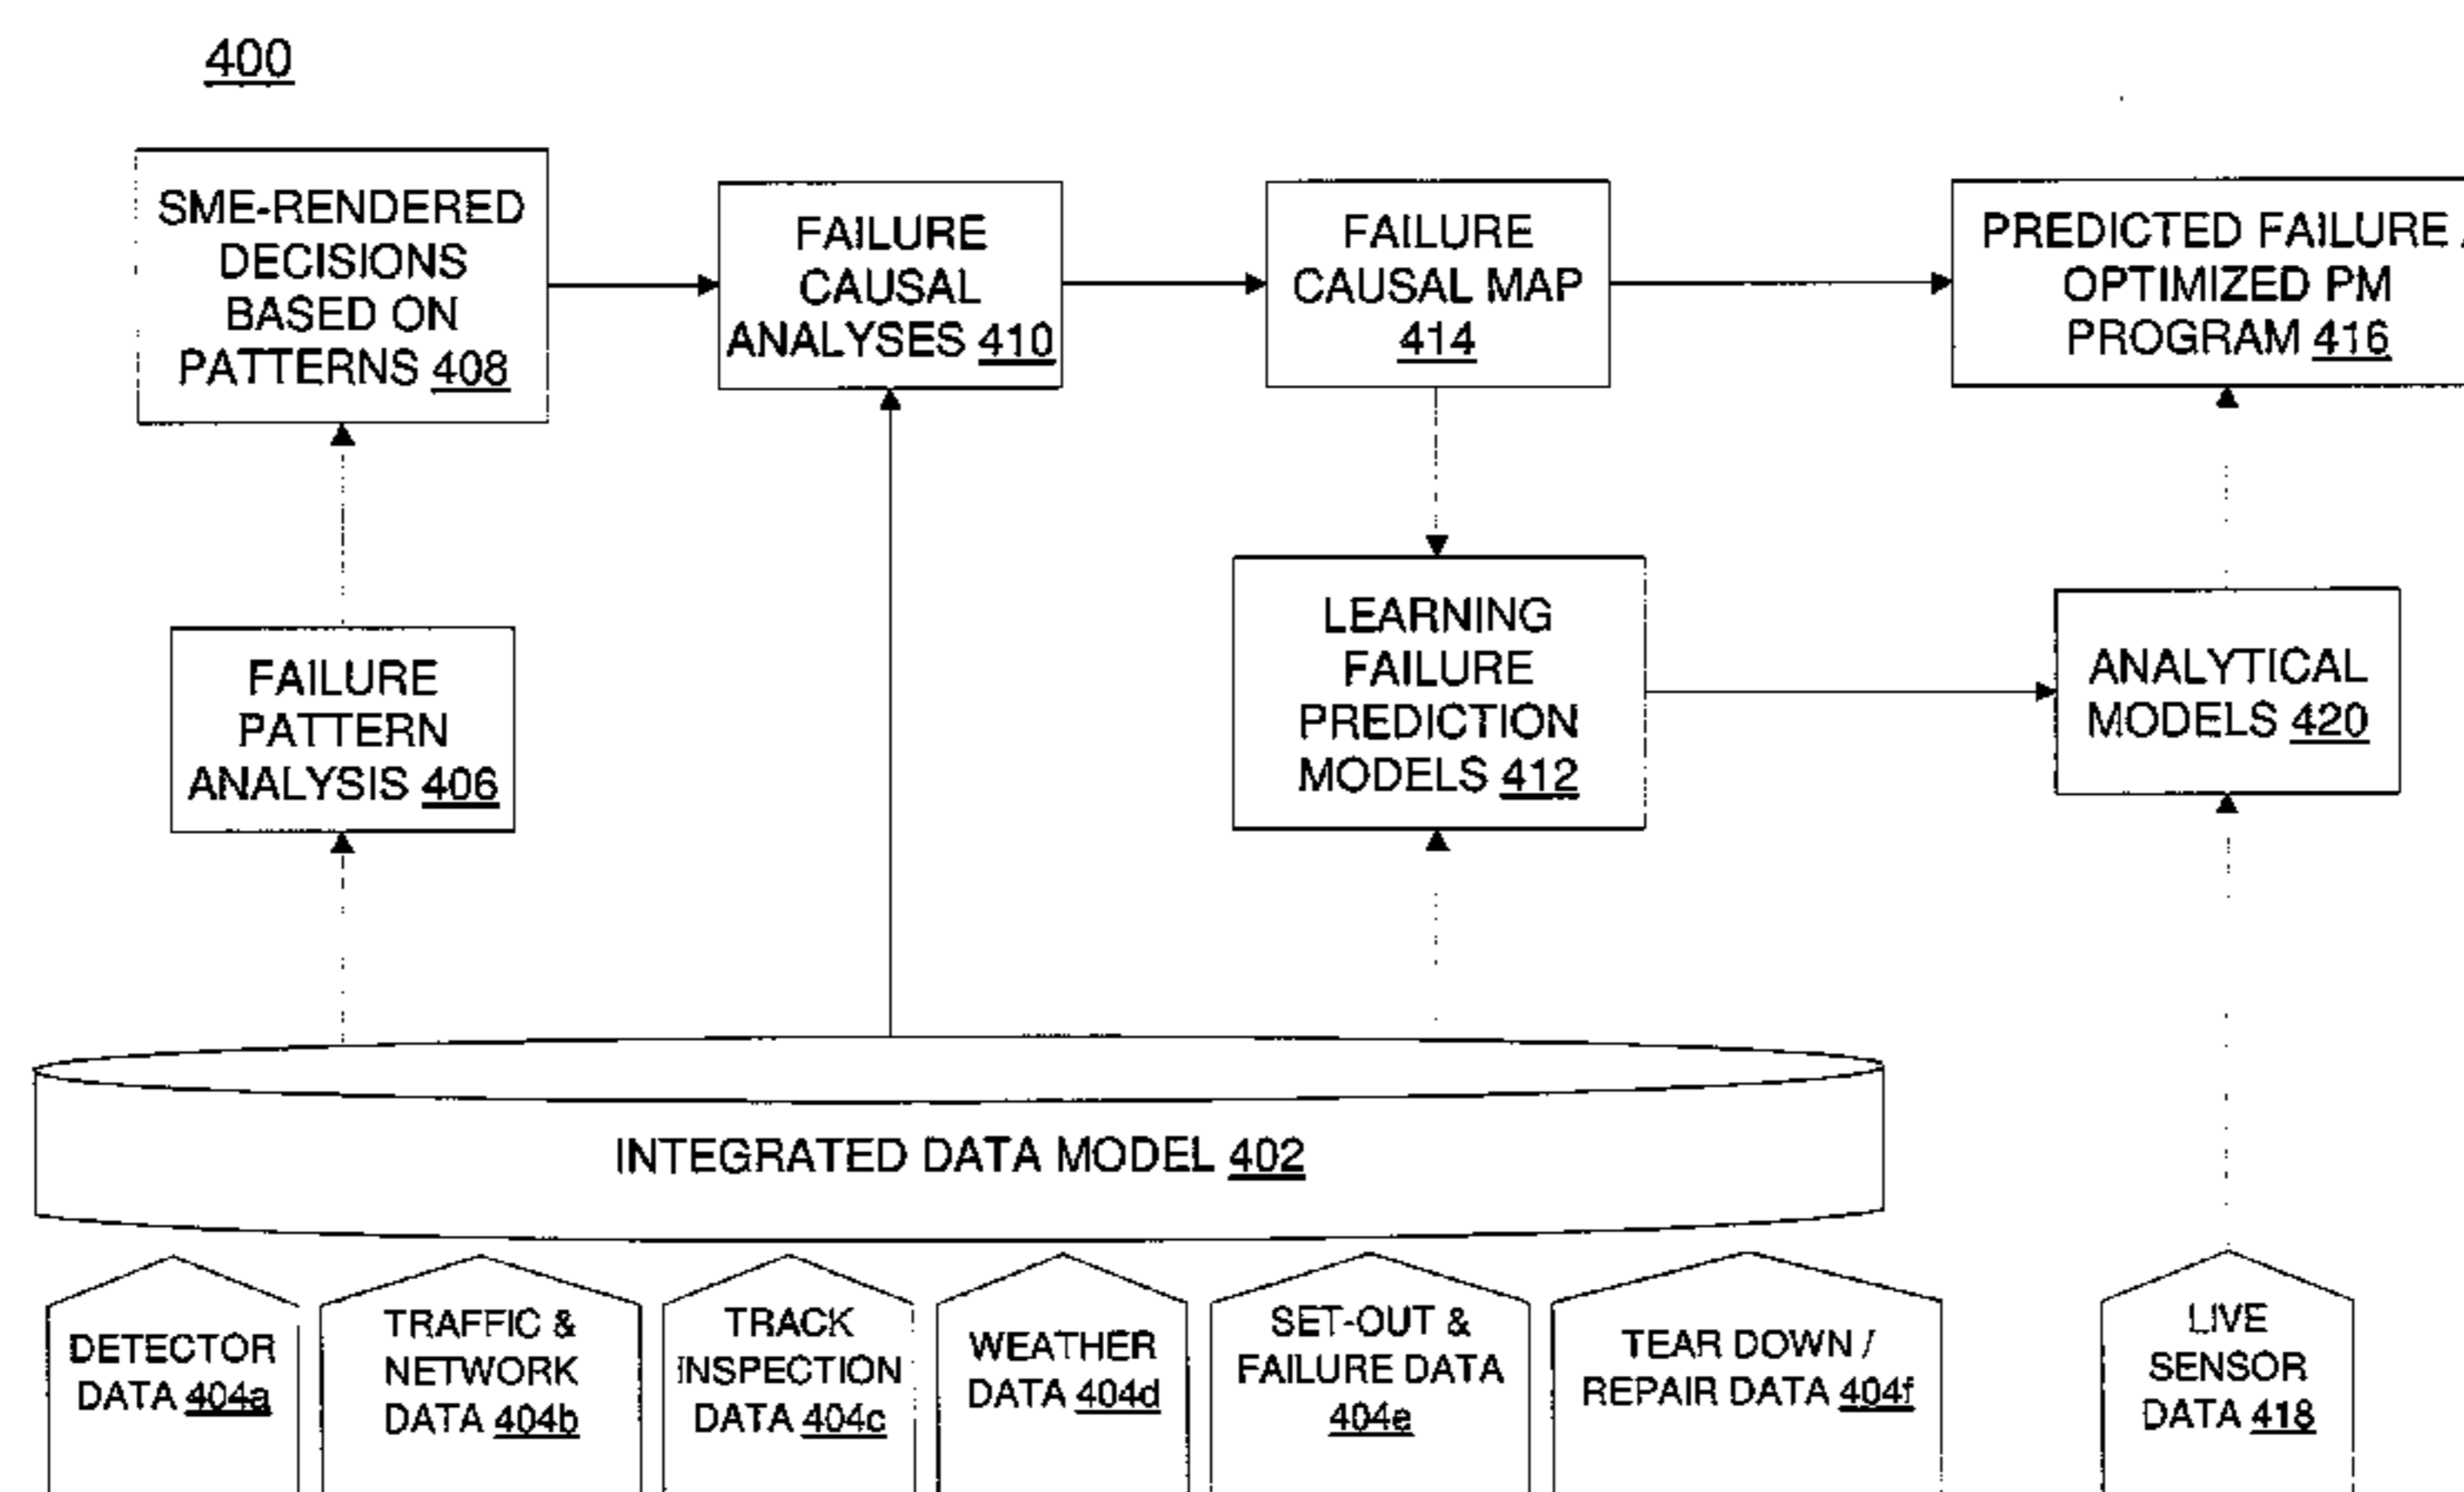 400
SME-RENDERED
DECISIONS
BASED ON
PATTERNS 408
FAILURE
CAUSAL
ANALYSES 410
FAILURE
CAUSAL MAP
414
PREDICTED FAILURE
OPTIMIZED PM
PROGRAM 416
FAILURE
PATTERN
ANALYSIS 406
LEARNING
FAILURE
PREDICTION
MODELS 412
ANALYTICAL
MODELS 420
INTEGRATED DATA MODEL 402
DETECTOR
DATA 404a
TRAFFIC &
NETWORK
DATA 404b
TRACK
INSPECTION
DATA 404c
WEATHER
DATA 404d
SET-OUT &
FAILURE DATA
404e
TEAR DOWN /
REPAIR DATA 404f
LIVE
SENSOR
DATA 418